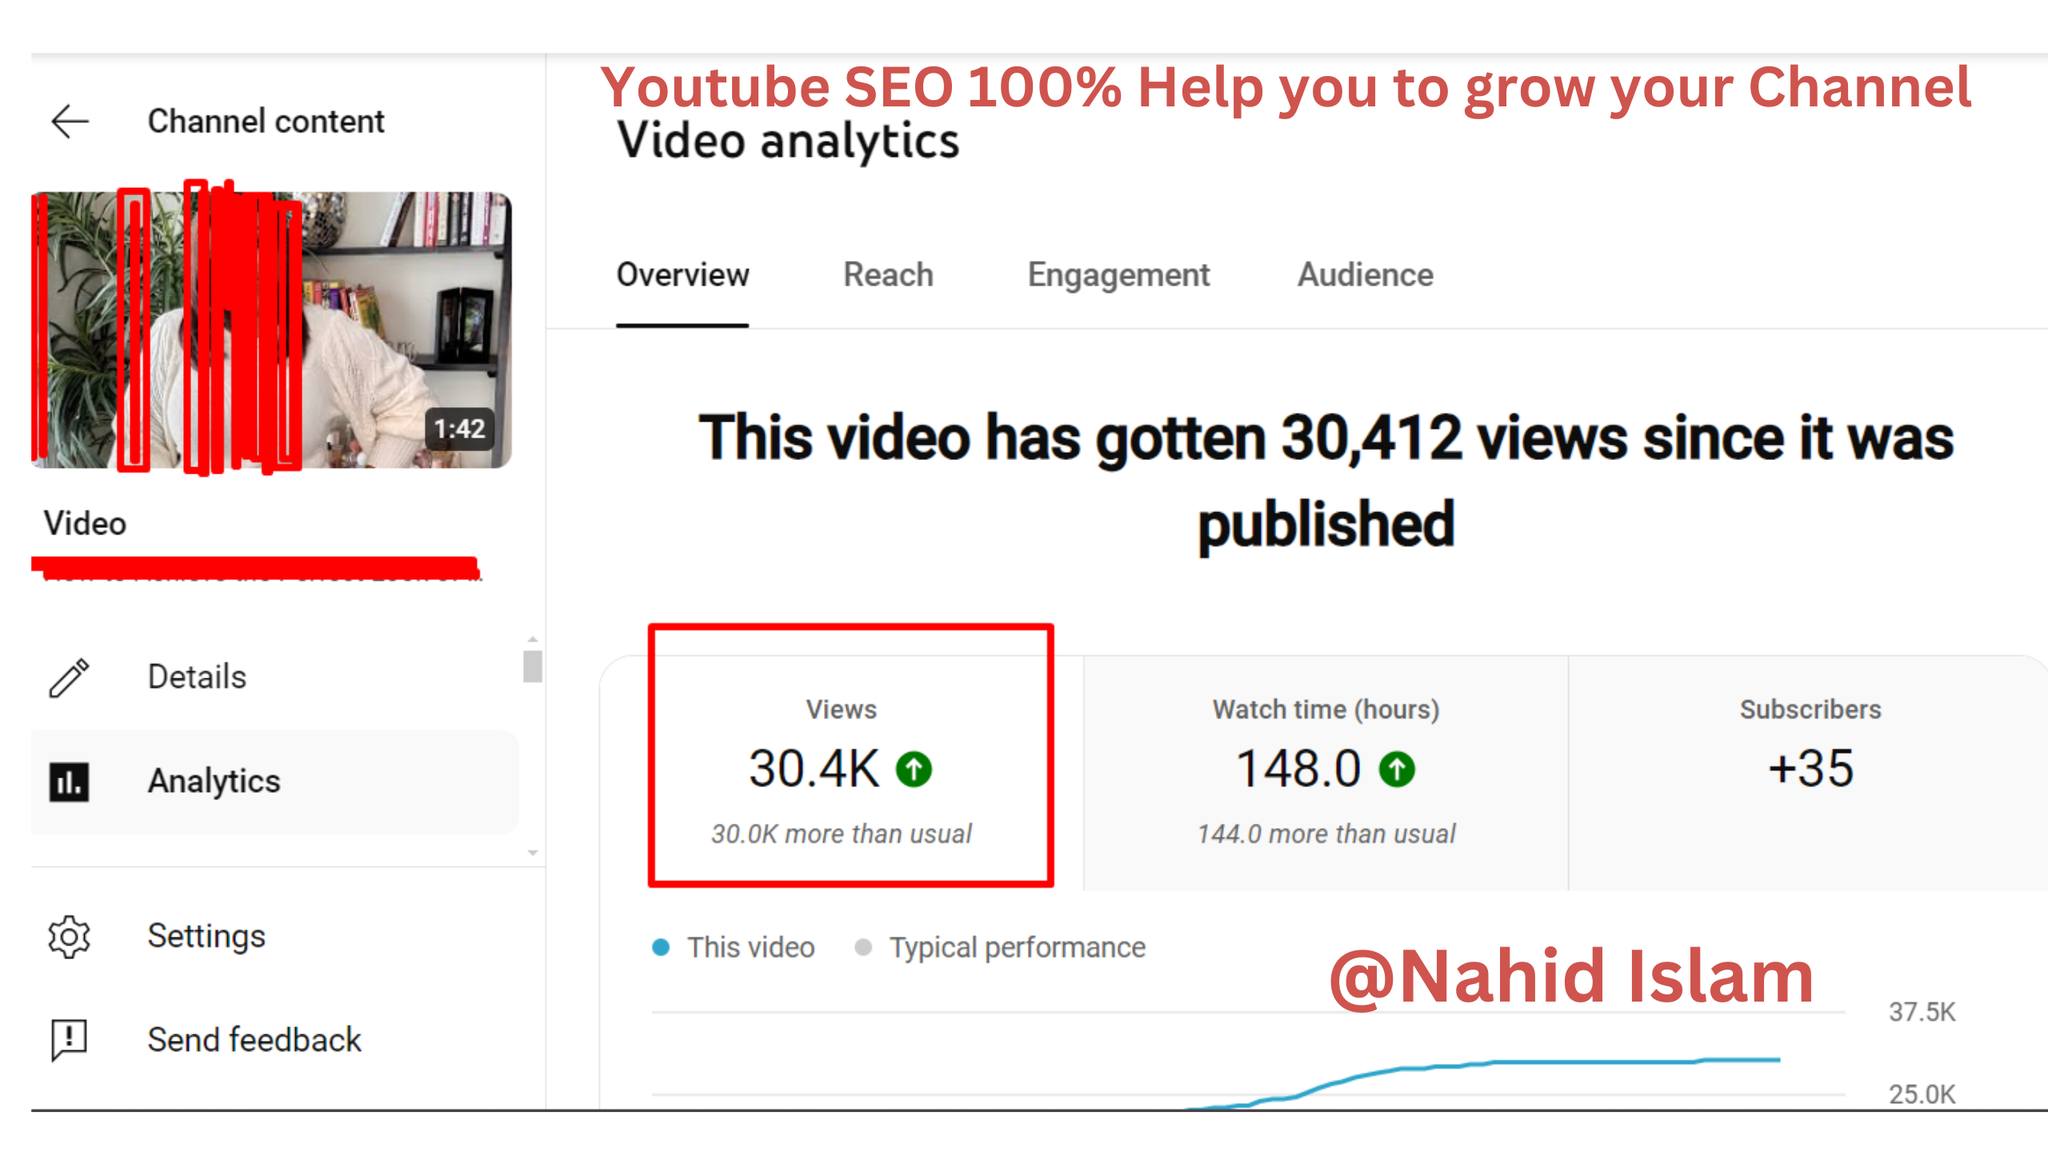 Youtube SEO 100% Help you to grow your Channel
Channel content
Video analytics
Overview Reach Engagement Audience
1:42
This video has gotten 30,412 views since it was
published
Video
Details
Analytics
Settings
Send feedback
Views
30.4K
30.0K more than usual
Watch time (hours)
148.0
144.0 more than usual
Subscribers
+35
This video Typical performance
@Nahid Islam
37.5K
25.0K